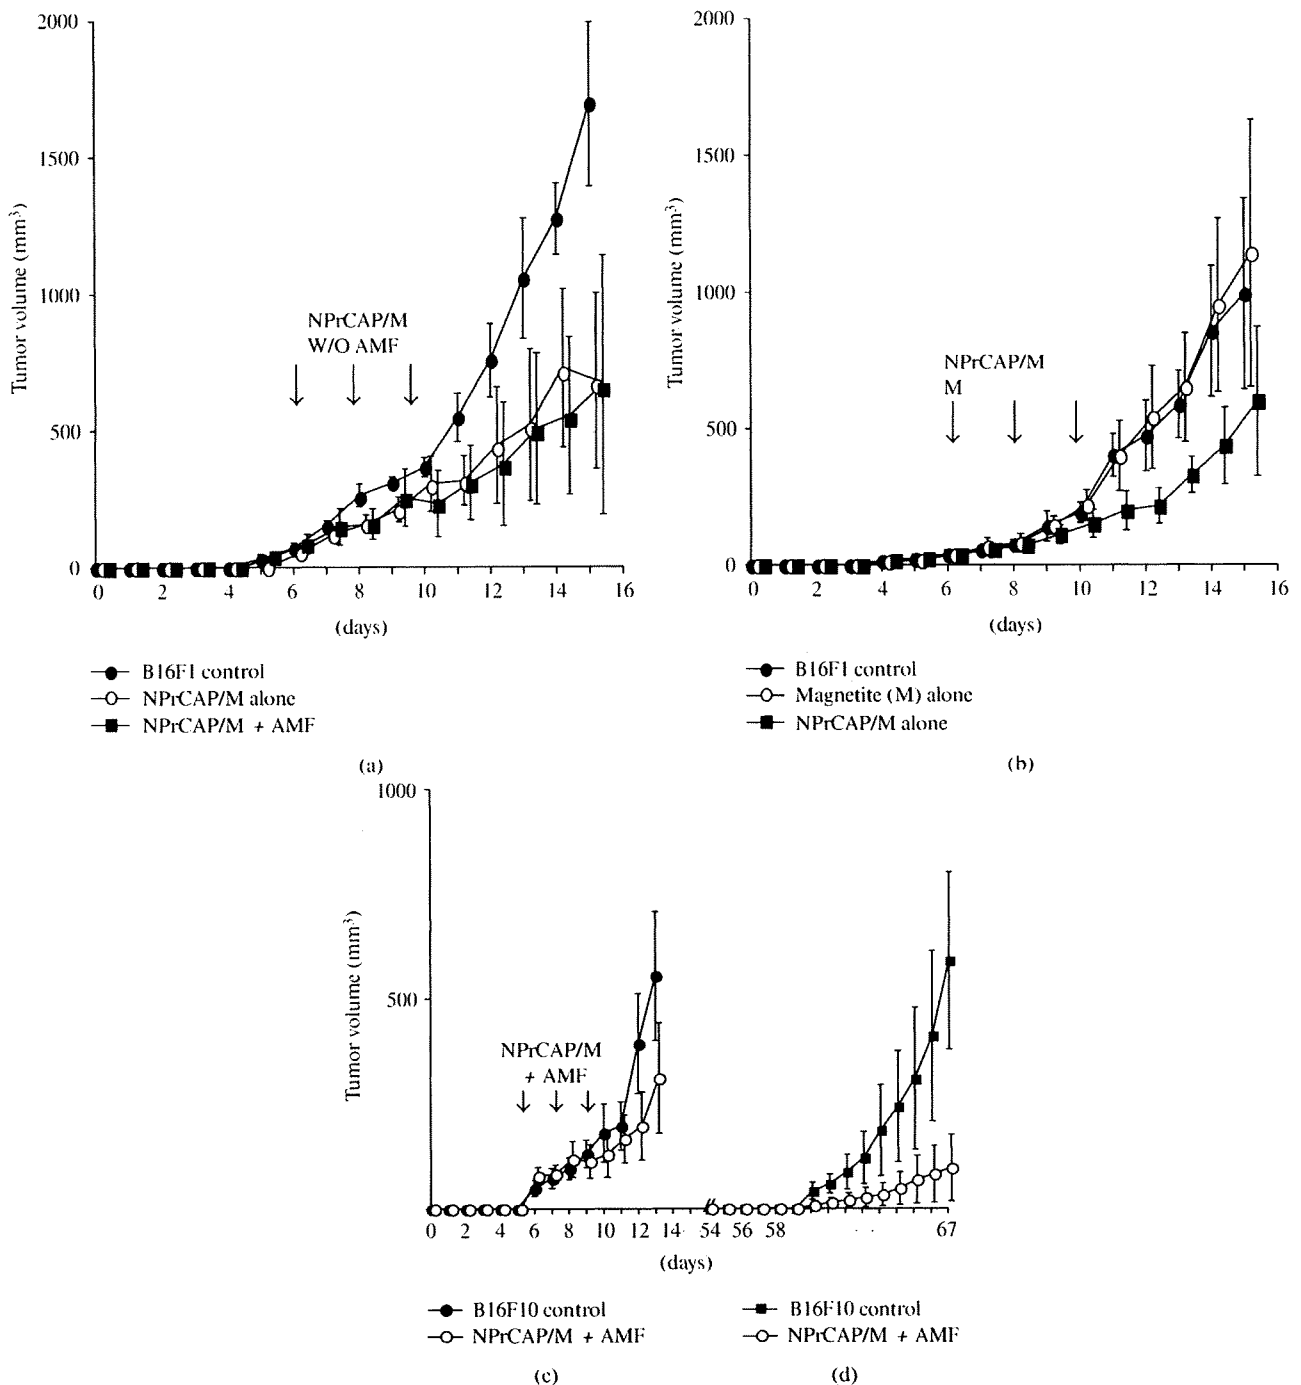 2000
1500
1000
500
0
Tumor volume (mm³)
NPrCAP/M
W/O AMF
0 2 4 6 8 10 12 14 16
(days)
B16F1 control
NPrCAP/M alone
NPrCAP/M + AMF
(a)
2000
1500
1000
500
0
Tumor volume (mm³)
NPrCAP/M
M
0 2 4 6 8 10 12 14 16
(days)
B16F1 control
Magnetite (M) alone
NPrCAP/M alone
(b)
1000
500
Tumor volume (mm³)
NPrCAP/M
+ AMF
0 2 4 6 8 10 12 14 54 56 58 67
(days)
B16F10 control
NPrCAP/M + AMF
(c)
B16F10 control
NPrCAP/M + AMF
(d)